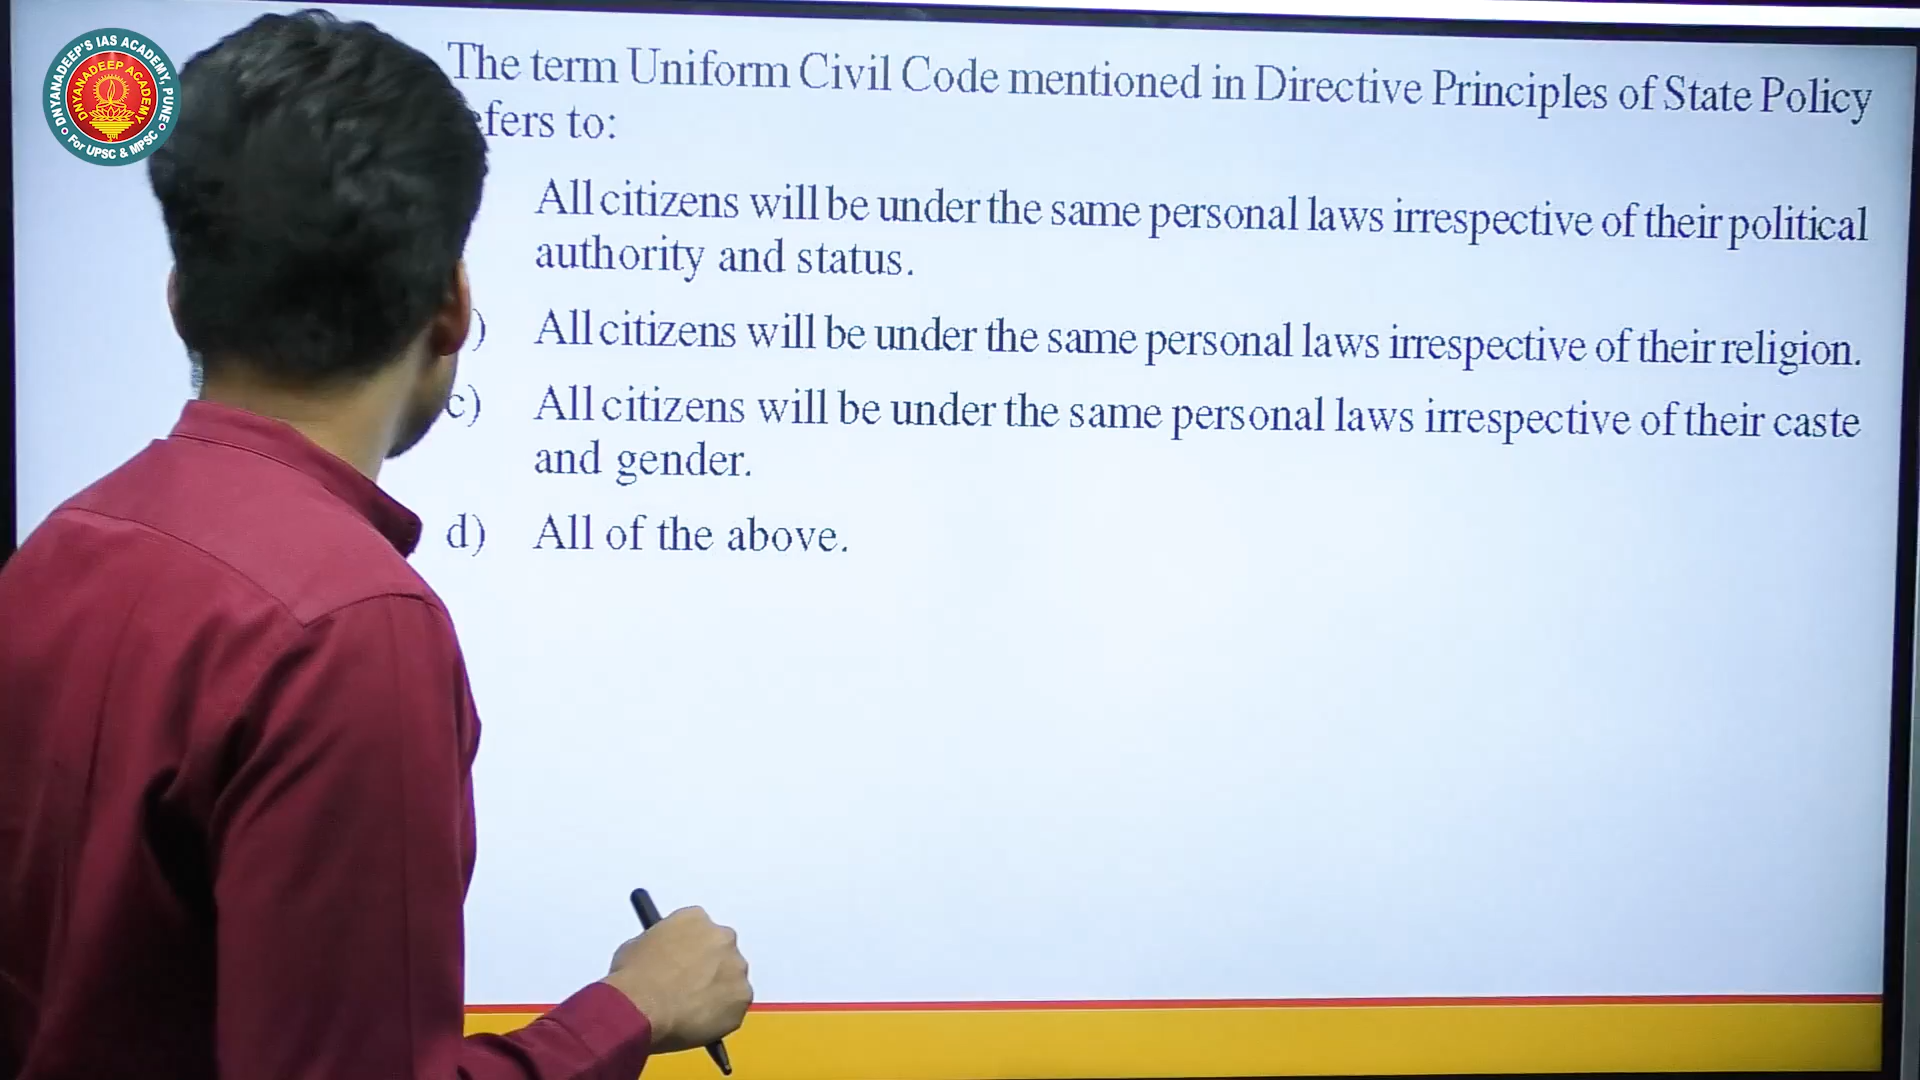 DNYANADEEP'S IAS ACADEMY, PUNE
DNYANADEEP ACADEMY
पुणे
For UPSC & MPSC
The term Uniform Civil Code mentioned in Directive Principles of State Policy
efers to:
All citizens will be under the same personal laws irrespective of their political
authority and status.
) All citizens will be under the same personal laws irrespective of their religion.
c) All citizens will be under the same personal laws irrespective of their caste
and gender.
d) All of the above.